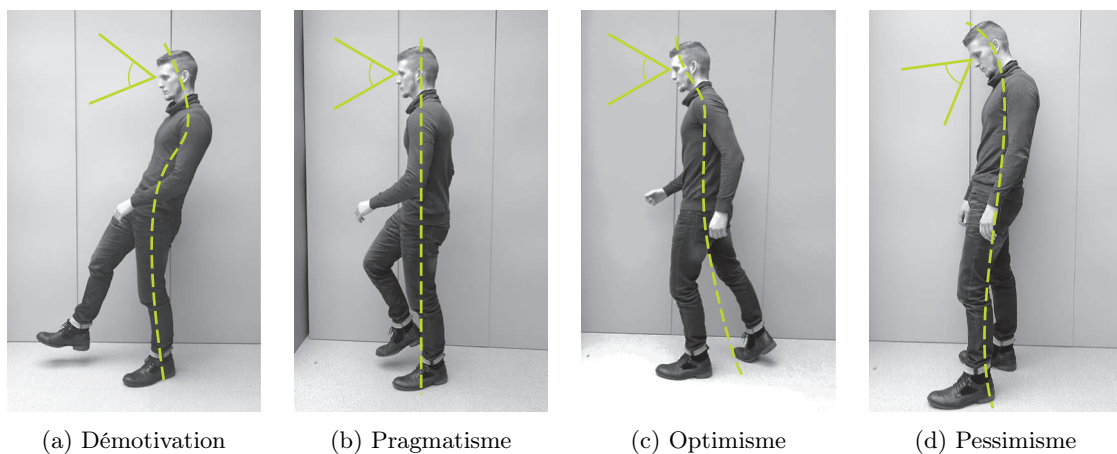 (a) Démotivation
(b) Pragmatisme
(c) Optimisme
(d) Pessimisme